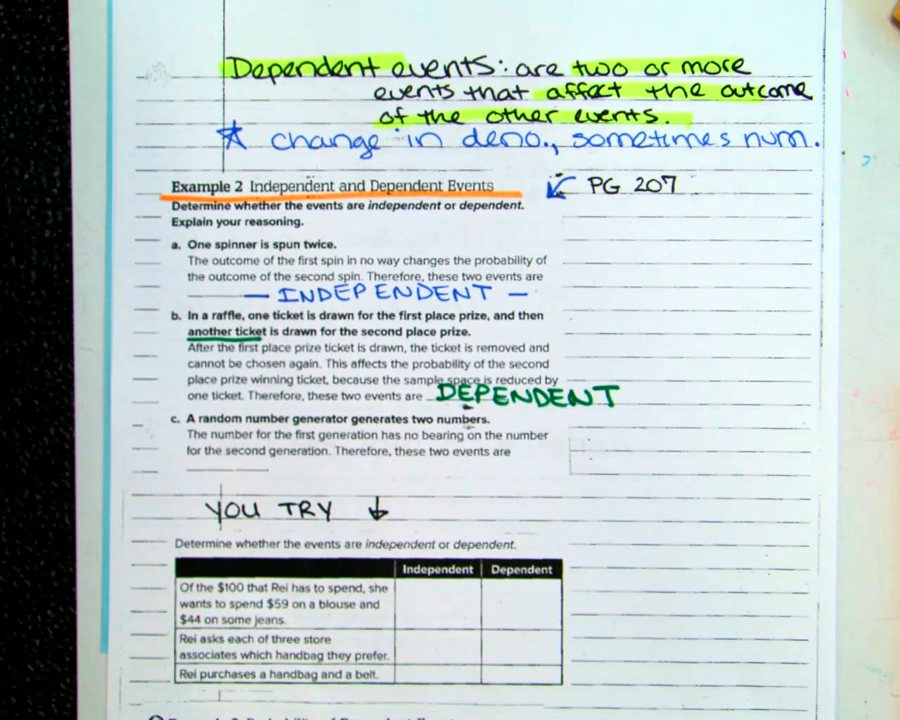 Dependent events: are two or more
events that affect the outcome
of the other events.
☆ change in deno., sometimes num.
Example 2 Independent and Dependent Events
↙ PG 207
Determine whether the events are independent or dependent.
Explain your reasoning.
a. One spinner is spun twice.
The outcome of the first spin in no way changes the probability of
the outcome of the second spin. Therefore, these two events are
— INDEPENDENT —
b. In a raffle, one ticket is drawn for the first place prize, and then
another ticket is drawn for the second place prize.
After the first place prize ticket is drawn, the ticket is removed and
cannot be chosen again. This affects the probability of the second
place prize winning ticket, because the sample space is reduced by
one ticket. Therefore, these two events are DEPENDENT
c. A random number generator generates two numbers.
The number for the first generation has no bearing on the number
for the second generation. Therefore, these two events are
YOU TRY ↓
Determine whether the events are independent or dependent.
Independent Dependent
Of the $100 that Rei has to spend, she
wants to spend $59 on a blouse and
$44 on some jeans.
Rei asks each of three store
associates which handbag they prefer.
Rei purchases a handbag and a belt.